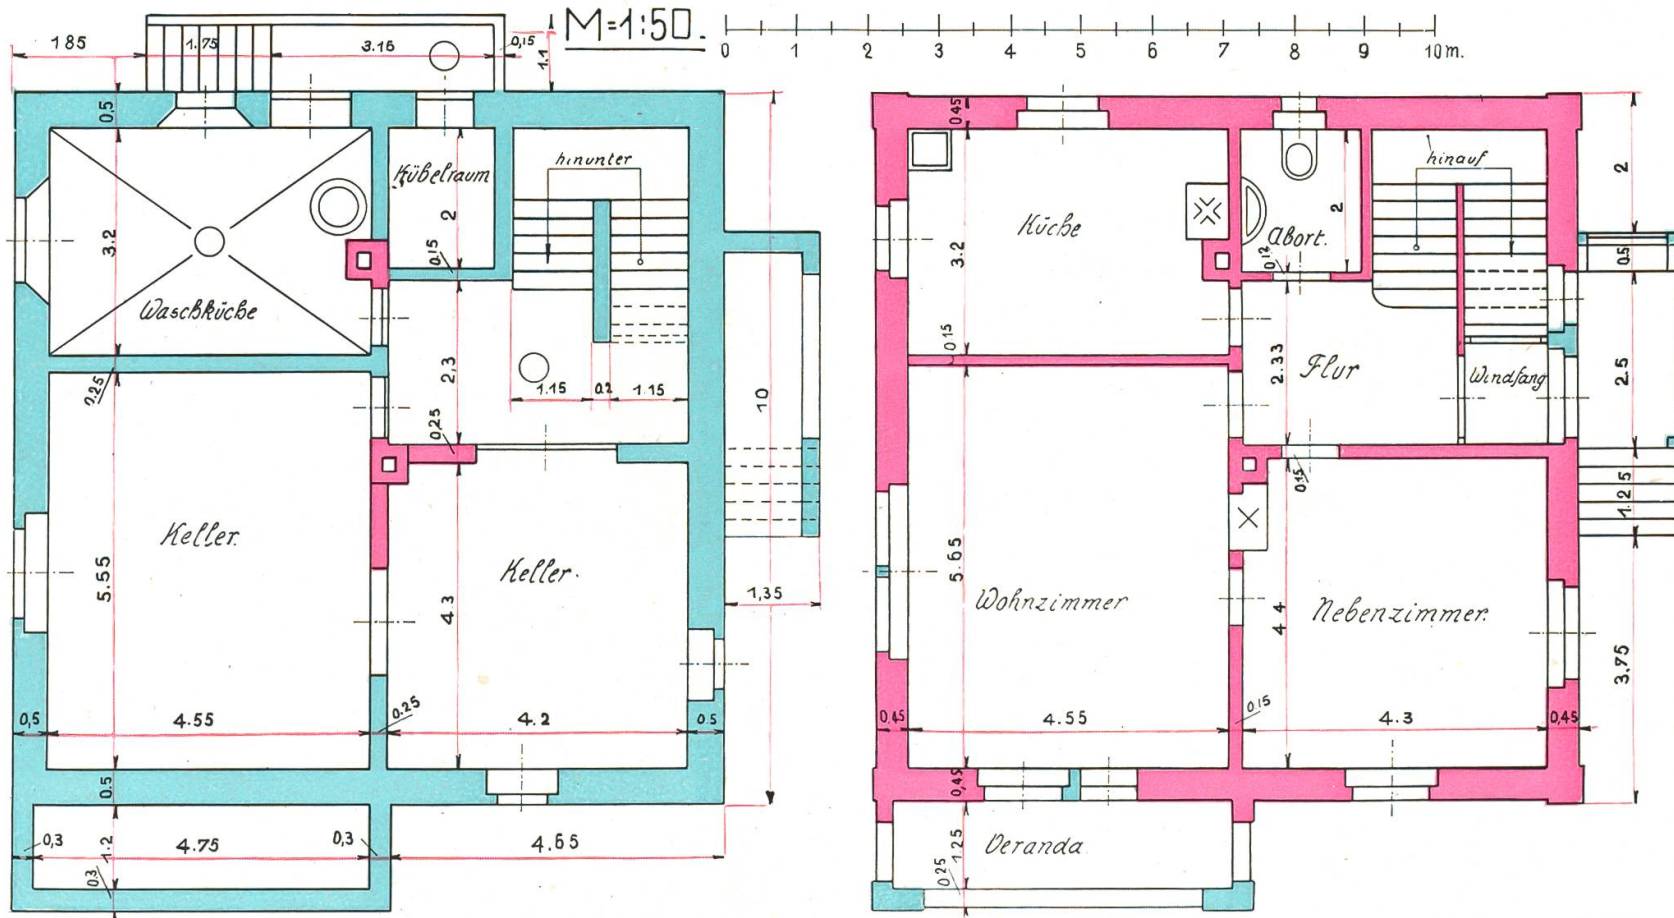 M=1:50.
0 1 2 3 4 5 6 7 8 9 10 m.
185 1.75 3.16 0,15 1.1
0,5
Kübelraum
hinunter
3.2
2
0.15
Waschküche
0.25
2,3
1.15 0.2 1.15
10
0,25
Keller.
Keller.
5.55
4.3
1,35
0,5 4.55 0.25 4.2 0.5
0.5
0,3 4.75 0,3 4.65
1.2
0.3
0.45
hinauf
2
Küche
2
Abort.
3.2
0.12
0.5
0.15
2.33
Flur
Windfang
2.5
0.15
1.25
5.65
Wohnzimmer
4.4
Nebenzimmer.
3.75
0,45 4.55 0.15 4.3 0,45
0,45
Veranda
1.25
0.25